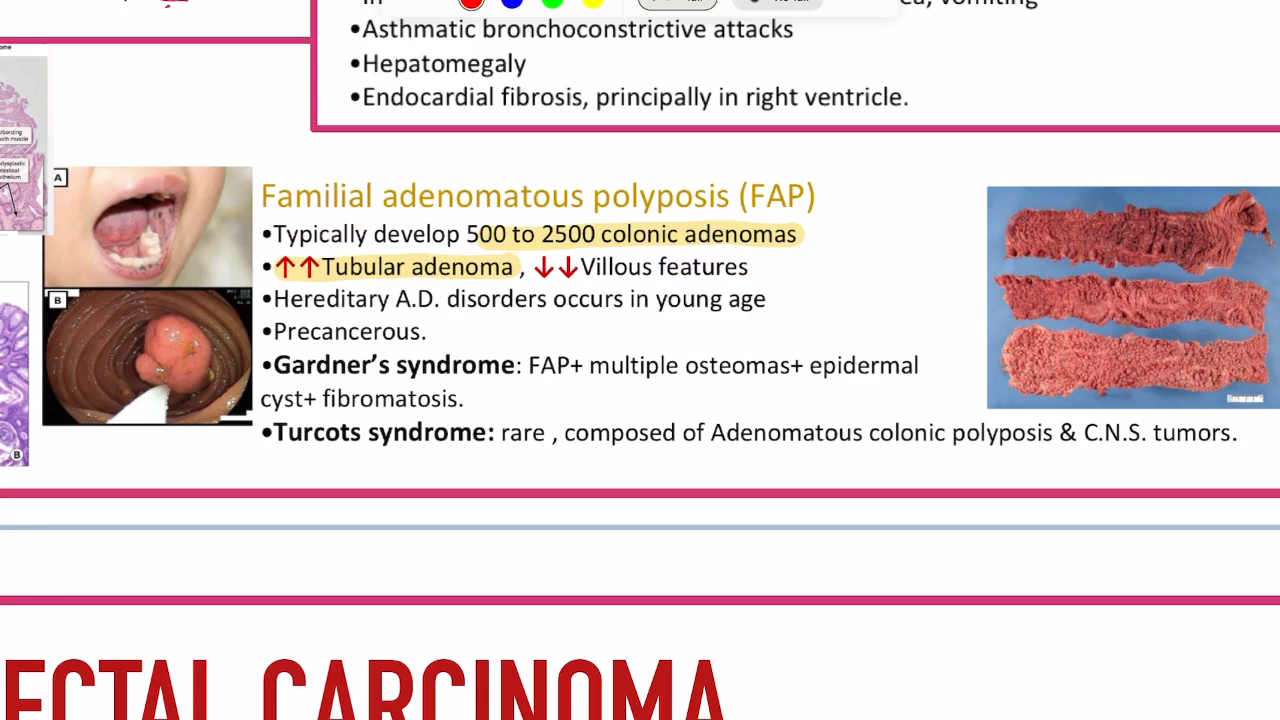 •Asthmatic bronchoconstrictive attacks
•Hepatomegaly
•Endocardial fibrosis, principally in right ventricle.
A
Familial adenomatous polyposis (FAP)
•Typically develop 500 to 2500 colonic adenomas
•↑↑Tubular adenoma , ↓↓Villous features
•Hereditary A.D. disorders occurs in young age
B
•Precancerous.
•Gardner’s syndrome: FAP+ multiple osteomas+ epidermal
cyst+ fibromatosis.
•Turcots syndrome: rare , composed of Adenomatous colonic polyposis & C.N.S. tumors.
B
ECTAL CARCINOMA